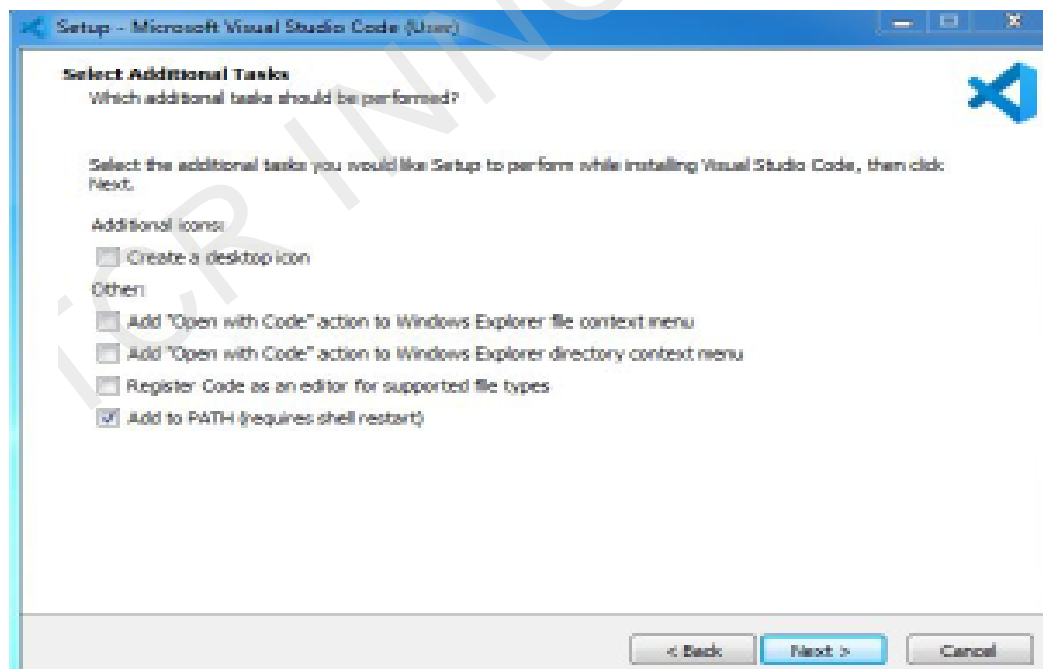 Setup - Microsoft Visual Studio Code (User)
Select Additional Tasks
Which additional tasks should be performed?
Select the additional tasks you would like Setup to perform while installing Visual Studio Code, then click
Next.
Additional icons:
Create a desktop icon
Other:
Add "Open with Code" action to Windows Explorer file context menu
Add "Open with Code" action to Windows Explorer directory context menu
Register Code as an editor for supported file types
Add to PATH (requires shell restart)
< Back
Next >
Cancel
iCR INN